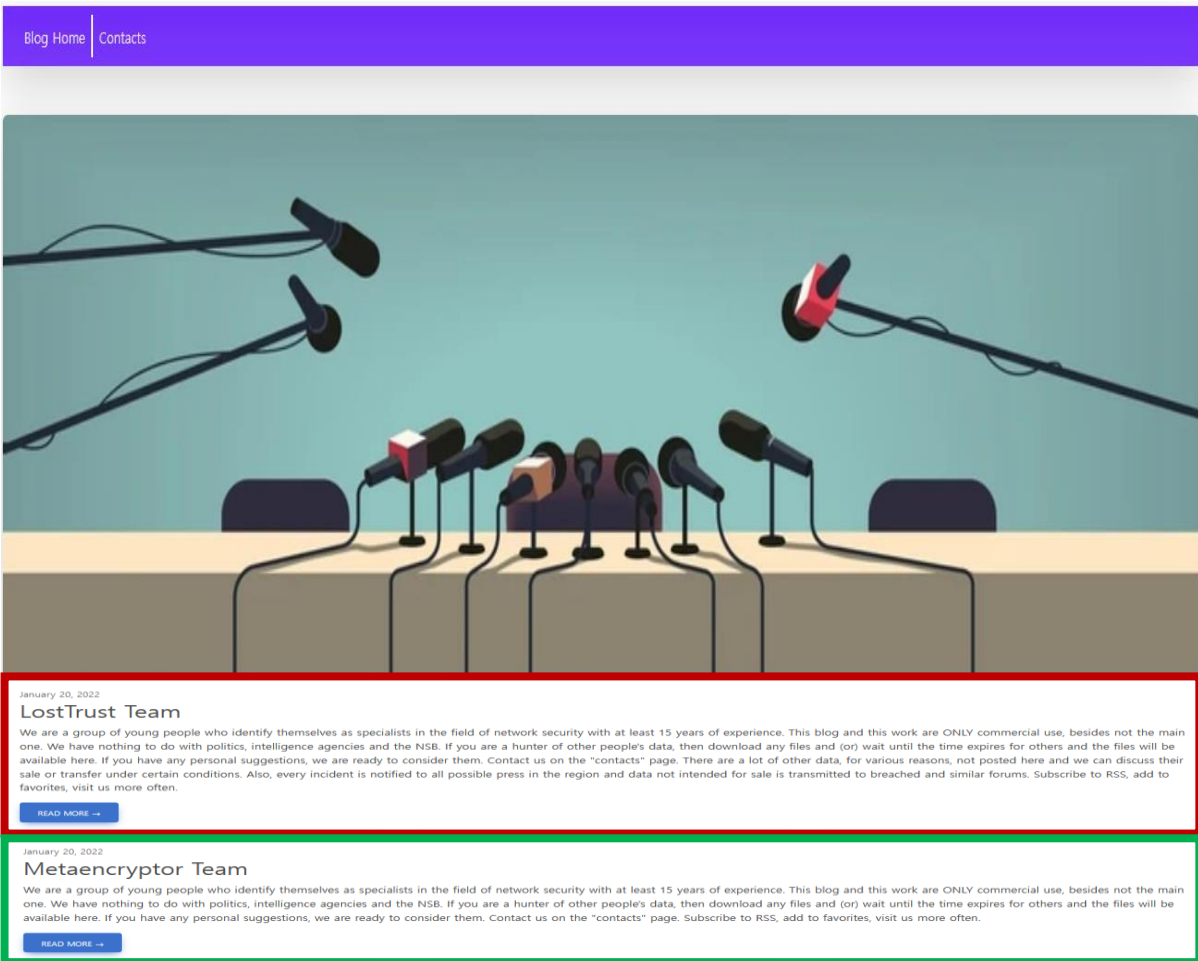 Blog Home Contacts
January 20, 2022
LostTrust Team
We are a group of young people who identify themselves as specialists in the field of network security with at least 15 years of experience. This blog and this work are ONLY commercial use, besides not the main
one. We have nothing to do with politics, intelligence agencies and the NSB. If you are a hunter of other people's data, then download any files and (or) wait until the time expires for others and the files will be
available here. If you have any personal suggestions, we are ready to consider them. Contact us on the "contacts" page. There are a lot of other data, for various reasons, not posted here and we can discuss their
sale or transfer under certain conditions. Also, every incident is notified to all possible press in the region and data not intended for sale is transmitted to breached and similar forums. Subscribe to RSS, add to
favorites, visit us more often.
READ MORE →
January 20, 2022
Metaencryptor Team
We are a group of young people who identify themselves as specialists in the field of network security with at least 15 years of experience. This blog and this work are ONLY commercial use, besides not the main
one. We have nothing to do with politics, intelligence agencies and the NSB. If you are a hunter of other people's data, then download any files and (or) wait until the time expires for others and the files will be
available here. If you have any personal suggestions, we are ready to consider them. Contact us on the "contacts" page. Subscribe to RSS, add to favorites, visit us more often.
READ MORE →